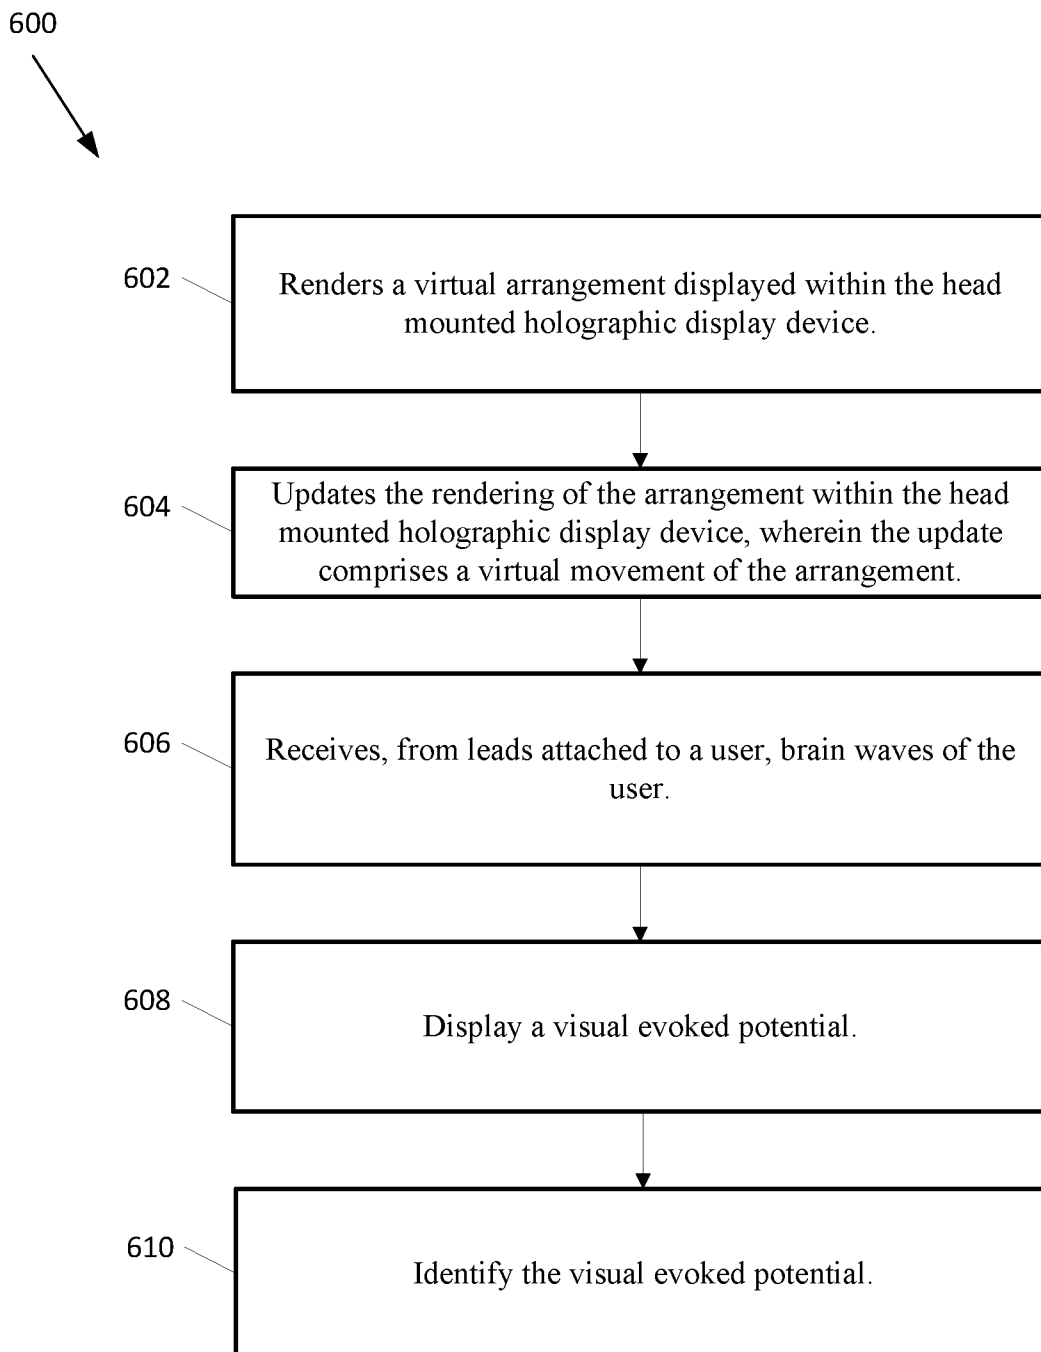 600
602
Renders a virtual arrangement displayed within the head
mounted holographic display device.
604
Updates the rendering of the arrangement within the head
mounted holographic display device, wherein the update
comprises a virtual movement of the arrangement.
606
Receives, from leads attached to a user, brain waves of the
user.
608
Display a visual evoked potential.
610
Identify the visual evoked potential.